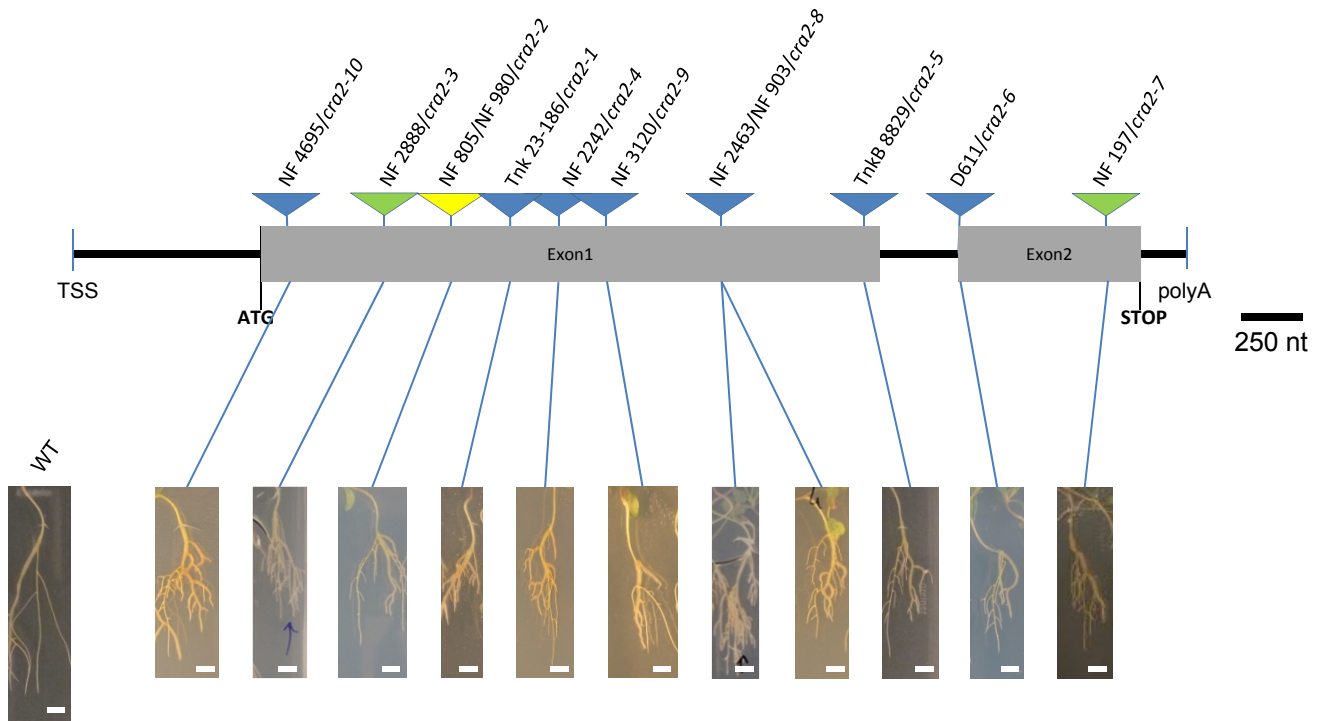 NF 4695/cra2-10
NF 2888/cra2-3
NF 805/NF 980/cra2-2
Tnk 23-186/cra2-1
NF 2242/cra2-4
NF 3120/cra2-9
NF 2463/NF 903/cra2-8
TnkB 8829/cra2-5
D611/cra2-6
NF 197/cra2-7
Exon1
Exon2
TSS
ATG
STOP
polyA
250 nt
WT